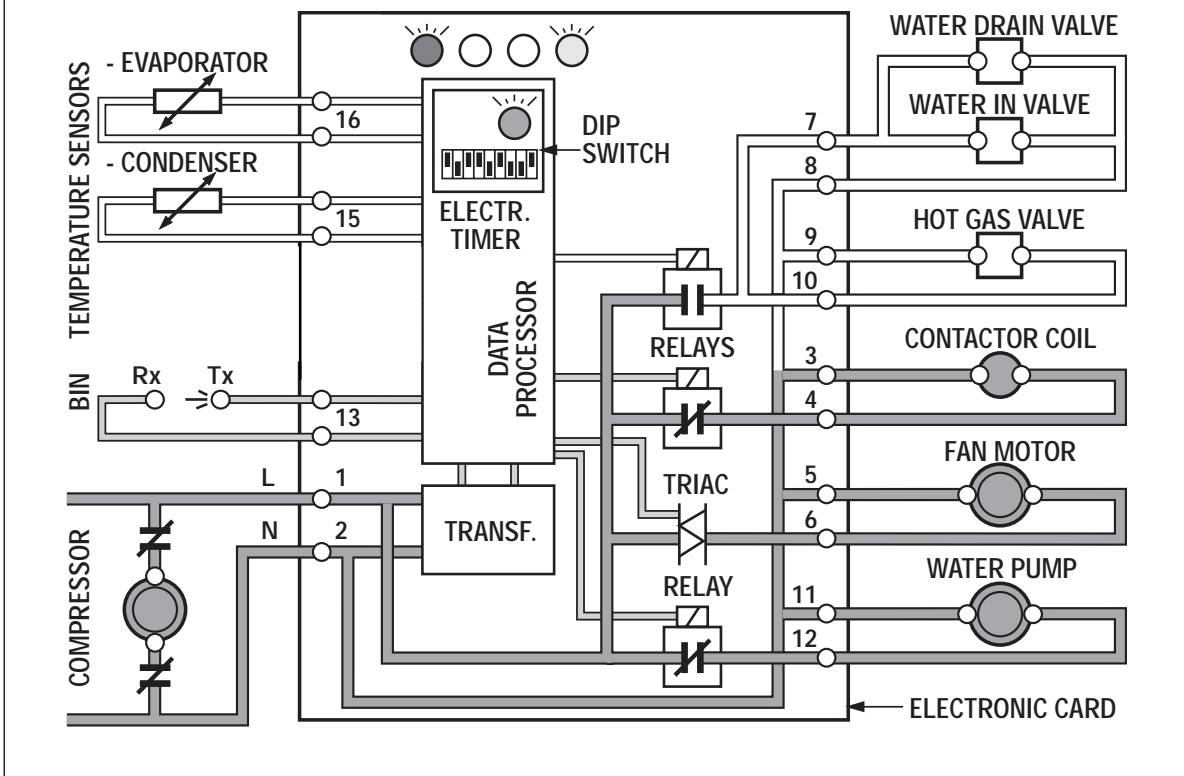 WATER DRAIN VALVE
- EVAPORATOR
16
TEMPERATURE SENSORS
- CONDENSER
15
DIP
SWITCH
ELECTR.
TIMER
DATA
PROCESSOR
7
WATER IN VALVE
8
HOT GAS VALVE
9
10
RELAYS
CONTACTOR COIL
3
4
BIN
Rx
Tx
13
FAN MOTOR
5
6
TRIAC
L
1
N
2
TRANSF.
COMPRESSOR
RELAY
WATER PUMP
11
12
ELECTRONIC CARD